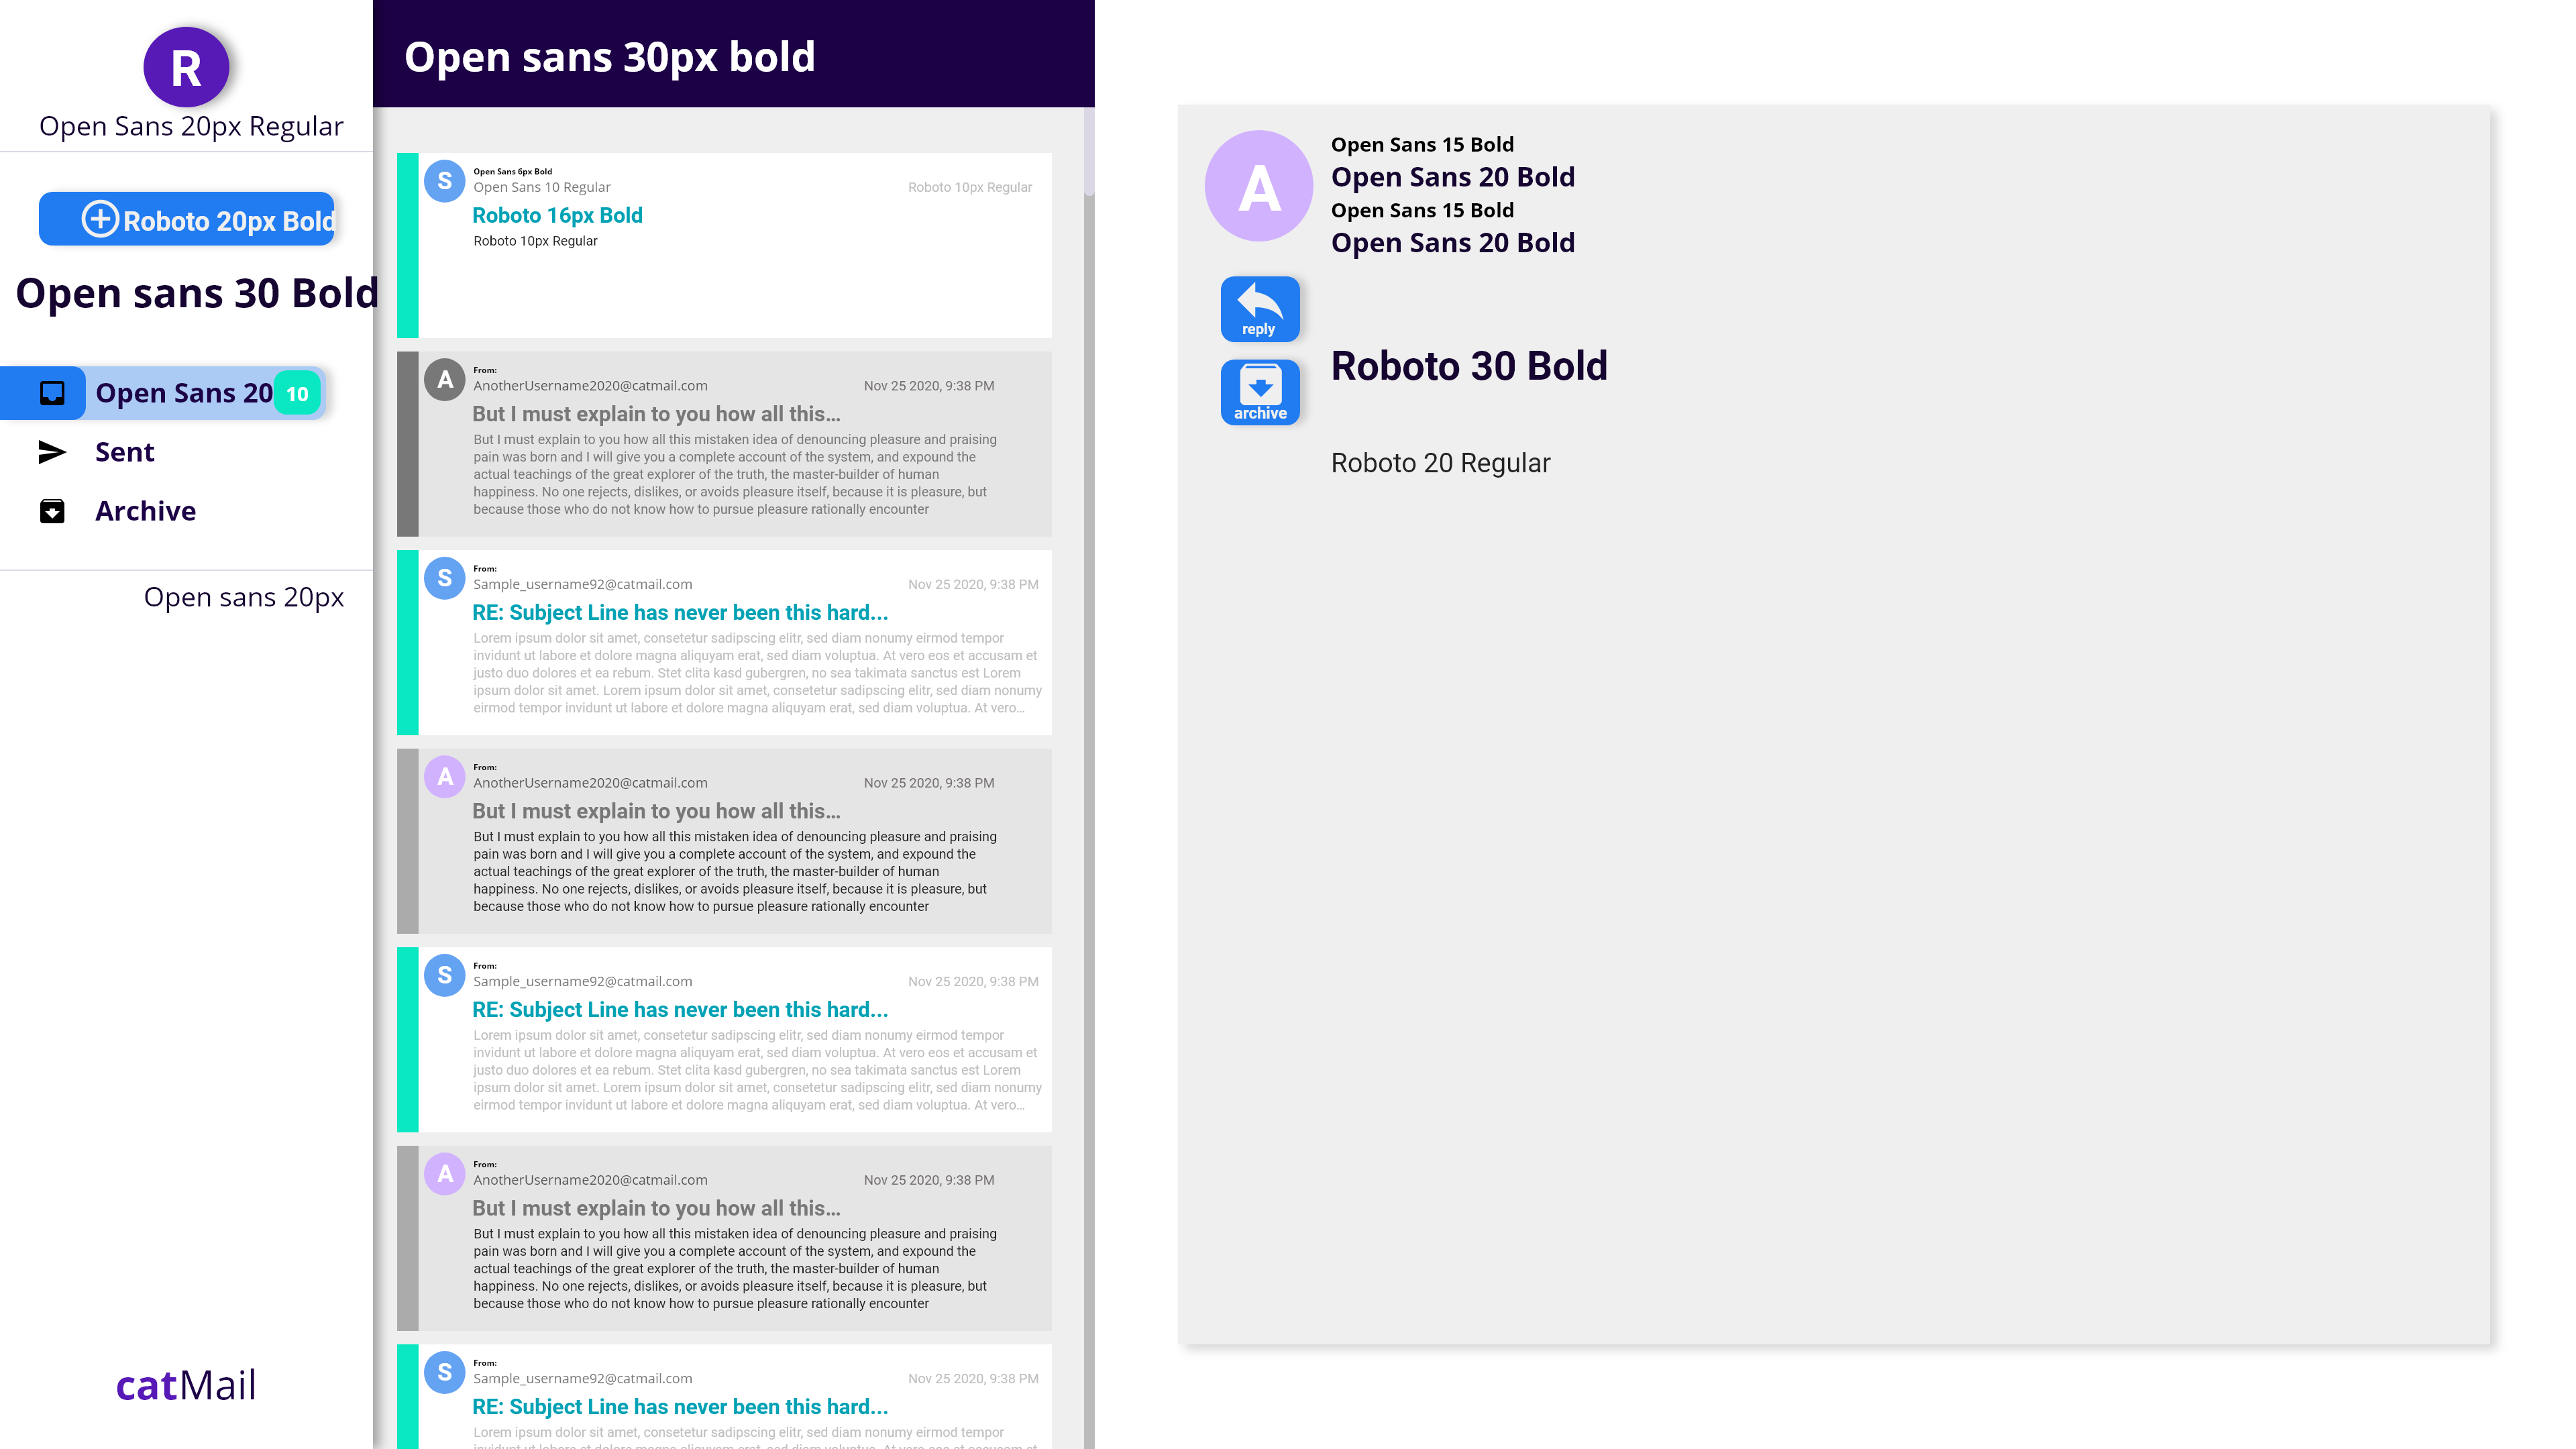 R
Open Sans 20px Regular
Roboto 20px Bold
Open sans 30 Bold
Open Sans 20
10
Sent
Archive
Open sans 20px
catMail
Open sans 30px bold
S
Open Sans 6px Bold
Open Sans 10 Regular
Roboto 10px Regular
Roboto 16px Bold
Roboto 10px Regular
A
From:
AnotherUsername2020@catmail.com
Nov 25 2020, 9:38 PM
But I must explain to you how all this...
But I must explain to you how all this mistaken idea of denouncing pleasure and praising
pain was born and I will give you a complete account of the system, and expound the
actual teachings of the great explorer of the truth, the master-builder of human
happiness. No one rejects, dislikes, or avoids pleasure itself, because it is pleasure, but
because those who do not know how to pursue pleasure rationally encounter
S
From:
Sample_username92@catmail.com
Nov 25 2020, 9:38 PM
RE: Subject Line has never been this hard...
Lorem ipsum dolor sit amet, consetetur sadipscing elitr, sed diam nonumy eirmod tempor
invidunt ut labore et dolore magna aliquyam erat, sed diam voluptua. At vero eos et accusam et
justo duo dolores et ea rebum. Stet clita kasd gubergren, no sea takimata sanctus est Lorem
ipsum dolor sit amet. Lorem ipsum dolor sit amet, consetetur sadipscing elitr, sed diam nonumy
eirmod tempor invidunt ut labore et dolore magna aliquyam erat, sed diam voluptua. At vero...
A
From:
AnotherUsername2020@catmail.com
Nov 25 2020, 9:38 PM
But I must explain to you how all this...
But I must explain to you how all this mistaken idea of denouncing pleasure and praising
pain was born and I will give you a complete account of the system, and expound the
actual teachings of the great explorer of the truth, the master-builder of human
happiness. No one rejects, dislikes, or avoids pleasure itself, because it is pleasure, but
because those who do not know how to pursue pleasure rationally encounter
S
From:
Sample_username92@catmail.com
Nov 25 2020, 9:38 PM
RE: Subject Line has never been this hard...
Lorem ipsum dolor sit amet, consetetur sadipscing elitr, sed diam nonumy eirmod tempor
invidunt ut labore et dolore magna aliquyam erat, sed diam voluptua. At vero eos et accusam et
justo duo dolores et ea rebum. Stet clita kasd gubergren, no sea takimata sanctus est Lorem
ipsum dolor sit amet. Lorem ipsum dolor sit amet, consetetur sadipscing elitr, sed diam nonumy
eirmod tempor invidunt ut labore et dolore magna aliquyam erat, sed diam voluptua. At vero...
A
From:
AnotherUsername2020@catmail.com
Nov 25 2020, 9:38 PM
But I must explain to you how all this...
But I must explain to you how all this mistaken idea of denouncing pleasure and praising
pain was born and I will give you a complete account of the system, and expound the
actual teachings of the great explorer of the truth, the master-builder of human
happiness. No one rejects, dislikes, or avoids pleasure itself, because it is pleasure, but
because those who do not know how to pursue pleasure rationally encounter
S
From:
Sample_username92@catmail.com
Nov 25 2020, 9:38 PM
RE: Subject Line has never been this hard...
Lorem ipsum dolor sit amet, consetetur sadipscing elitr, sed diam nonumy eirmod tempor
A
Open Sans 15 Bold
Open Sans 20 Bold
Open Sans 15 Bold
Open Sans 20 Bold
reply
archive
Roboto 30 Bold
Roboto 20 Regular